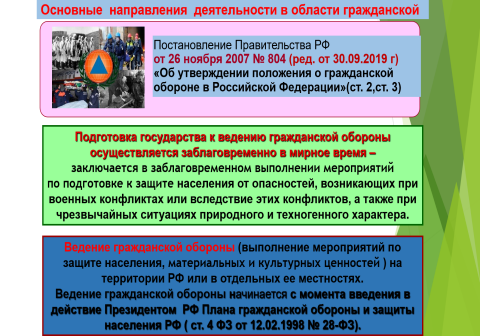 Основные направления деятельности в области гражданской
Постановление Правительства РФ
от 26 ноября 2007 № 804 (ред. от 30.09.2019 г)
«Об утверждении положения о гражданской
обороне в Российской Федерации»(ст. 2,ст. 3)
Подготовка государства к ведению гражданской обороны
осуществляется заблаговременно в мирное время –
заключается в заблаговременном выполнении мероприятий
по подготовке к защите населения от опасностей, возникающих при
военных конфликтах или вследствие этих конфликтов, а также при
чрезвычайных ситуациях природного и техногенного характера.
Ведение гражданской обороны (выполнение мероприятий по
защите населения, материальных и культурных ценностей ) на
территории РФ или в отдельных ее местностях.
Ведение гражданской обороны начинается с момента введения в
действие Президентом РФ Плана гражданской обороны и защиты
населения РФ ( ст. 4 ФЗ от 12.02.1998 № 28-ФЗ).